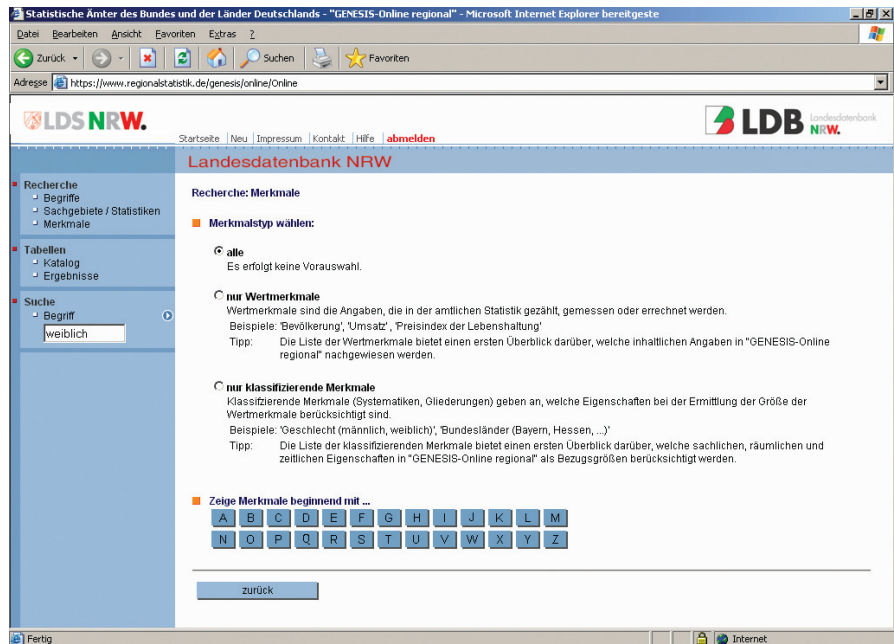 Statistische Ämter des Bundes und der Länder Deutschlands - "GENESIS-Online regional" - Microsoft Internet Explorer bereitgeste
Datei Bearbeiten Ansicht Favoriten Extras ?
Zurück Suchen Favoriten
Adresse https://www.regionalstatistik.de/genesis/online/Online
LDS NRW.
LDB Landesdatenbank NRW.
Startseite | Neu | Impressum | Kontakt | Hilfe | abmelden
Landesdatenbank NRW
Recherche
Begriffe
Sachgebiete / Statistiken
Merkmale
Tabellen
Katalog
Ergebnisse
Suche
Begriff
weiblich
Recherche: Merkmale
Merkmalstyp wählen:
alle
Es erfolgt keine Vorauswahl.
nur Wertmerkmale
Wertmerkmale sind die Angaben, die in der amtlichen Statistik gezählt, gemessen oder errechnet werden.
Beispiele: 'Bevölkerung', 'Umsatz' , 'Preisindex der Lebenshaltung'
Tipp: Die Liste der Wertmerkmale bietet einen ersten Überblick darüber, welche inhaltlichen Angaben in "GENESIS-Online
regional" nachgewiesen werden.
nur klassifizierende Merkmale
Klassifizierende Merkmale (Systematiken, Gliederungen) geben an, welche Eigenschaften bei der Ermittlung der Größe der
Wertmerkmale berücksichtigt sind.
Beispiele: 'Geschlecht (männlich, weiblich)', 'Bundesländer (Bayern, Hessen, ...)'
Tipp: Die Liste der klassifizierenden Merkmale bietet einen ersten Überblick darüber, welche sachlichen, räumlichen und
zeitlichen Eigenschaften in "GENESIS-Online regional" als Bezugsgrößen berücksichtigt werden.
Zeige Merkmale beginnend mit ...
A B C D E F G H I J K L M
N O P Q R S T U V W X Y Z
zurück
Fertig Internet